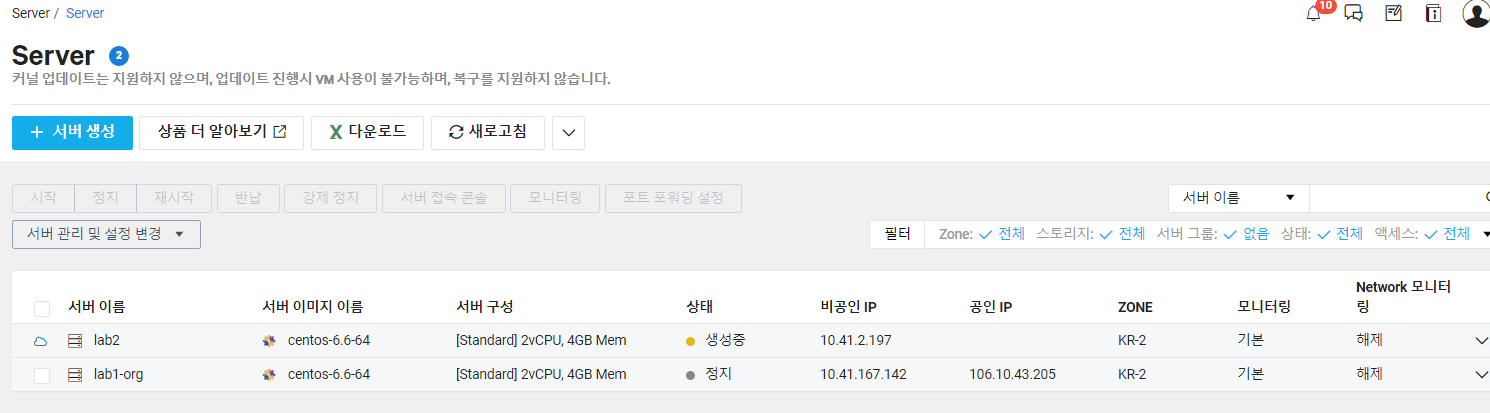 Server / Server
10
Server 2
커널 업데이트는 지원하지 않으며, 업데이트 진행시 VM 사용이 불가능하며, 복구를 지원하지 않습니다.
+ 서버 생성 상품 더 알아보기 다운로드 새로고침
시작 정지 재시작 반납 강제 정지 서버 접속 콘솔 모니터링 포트 포워딩 설정 서버 이름
서버 관리 및 설정 변경 필터 Zone: 전체 스토리지: 전체 서버 그룹: 없음 상태: 전체 액세스: 전체
서버 이름 서버 이미지 이름 서버 구성 상태 비공인 IP 공인 IP ZONE 모니터링 Network 모니터
링
lab2 centos-6.6-64 [Standard] 2vCPU, 4GB Mem 생성중 10.41.2.197 KR-2 기본 해제
lab1-org centos-6.6-64 [Standard] 2vCPU, 4GB Mem 정지 10.41.167.142 106.10.43.205 KR-2 기본 해제